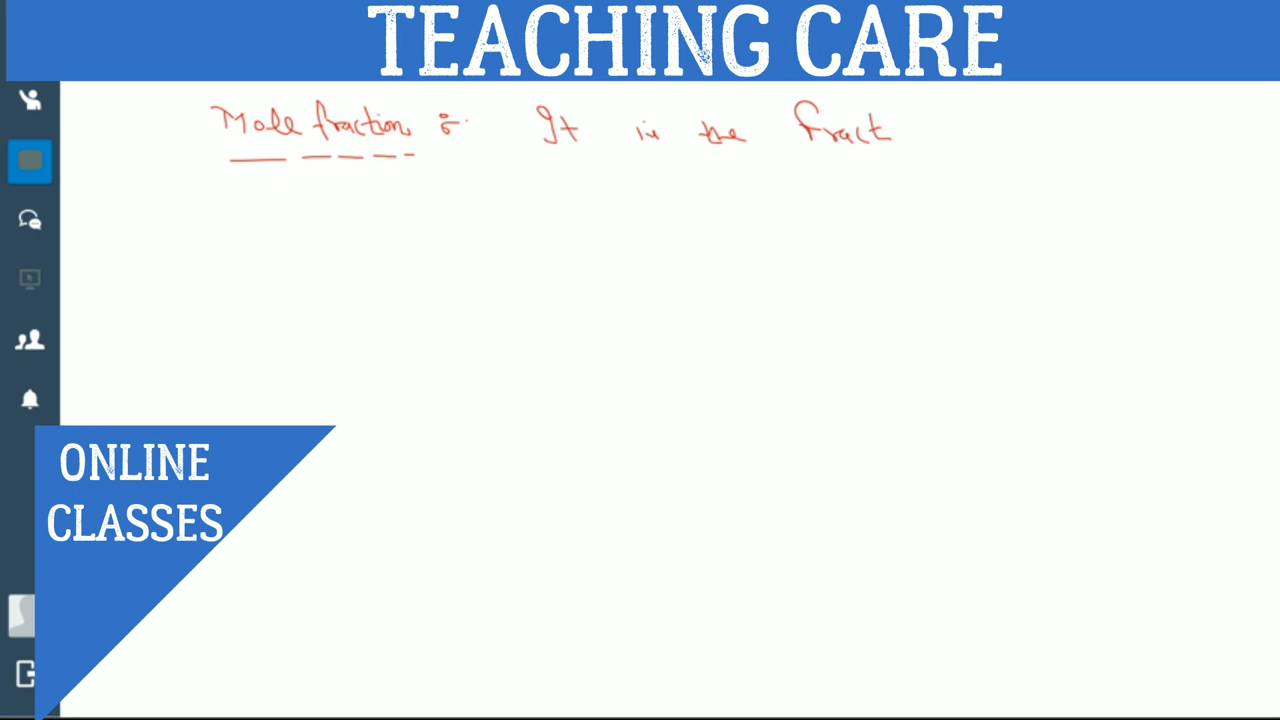 TEACHING CARE
Mole fraction :- It is the fract
ONLINE
CLASSES